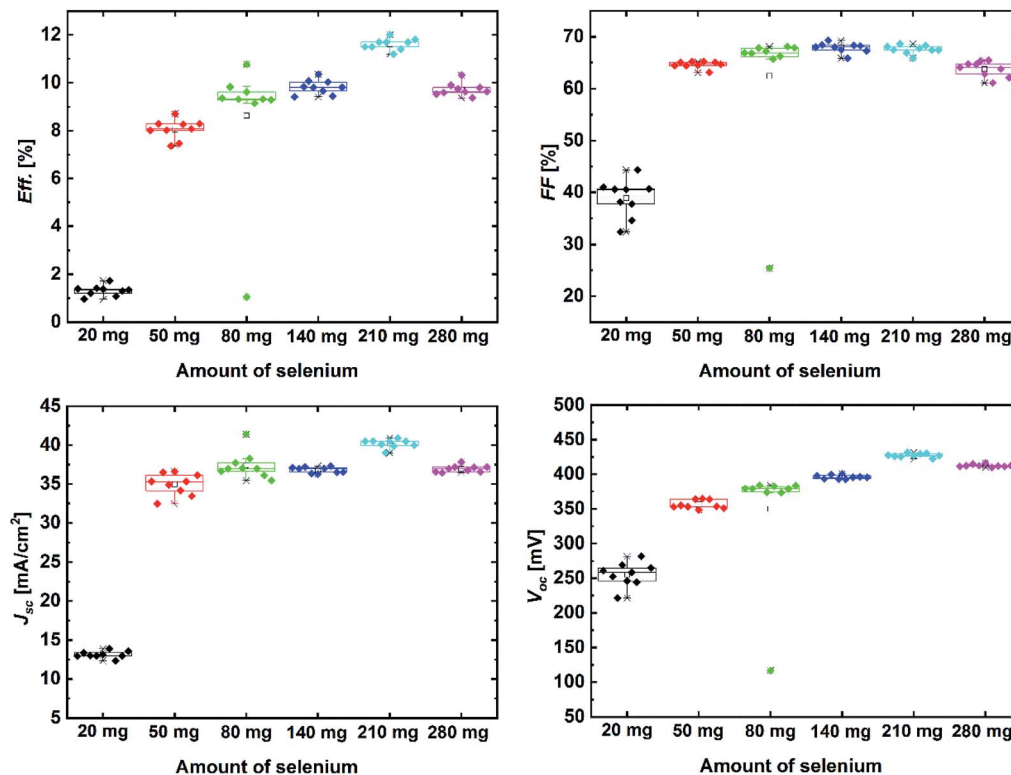 Eff. [%]
12
10
8
6
4
2
0
20 mg 50 mg 80 mg 140 mg 210 mg 280 mg
Amount of selenium
FF [%]
70
60
50
40
30
20
20 mg 50 mg 80 mg 140 mg 210 mg 280 mg
Amount of selenium
Jsc [mA/cm²]
45
40
35
30
25
20
15
10
5
20 mg 50 mg 80 mg 140 mg 210 mg 280 mg
Amount of selenium
Voc [mV]
500
450
400
350
300
250
200
150
100
50
20 mg 50 mg 80 mg 140 mg 210 mg 280 mg
Amount of selenium